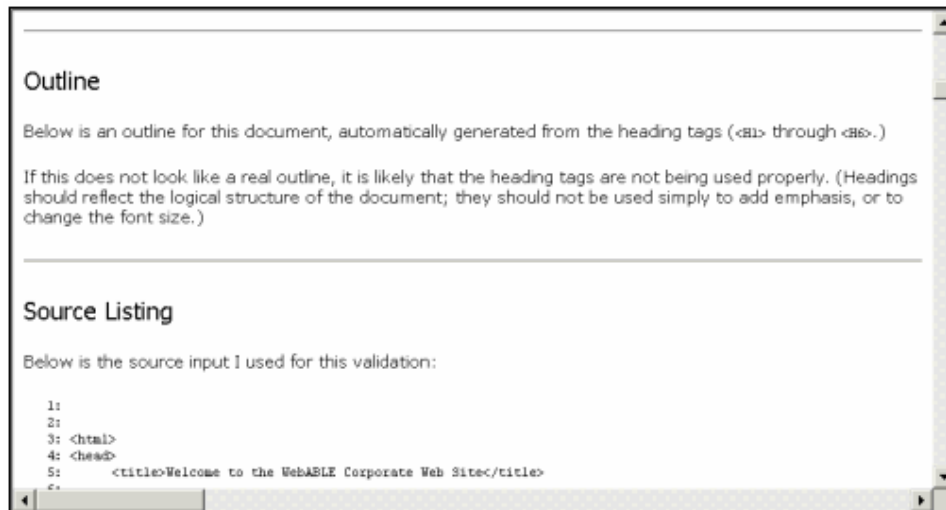 Outline
Below is an outline for this document, automatically generated from the heading tags (<H1> through <H6>.)
If this does not look like a real outline, it is likely that the heading tags are not being used properly. (Headings
should reflect the logical structure of the document; they should not be used simply to add emphasis, or to
change the font size.)
Source Listing
Below is the source input I used for this validation:
1:
2:
3: <html>
4: <head>
5: <title>Welcome to the WebABLE Corporate Web Site</title>
6: